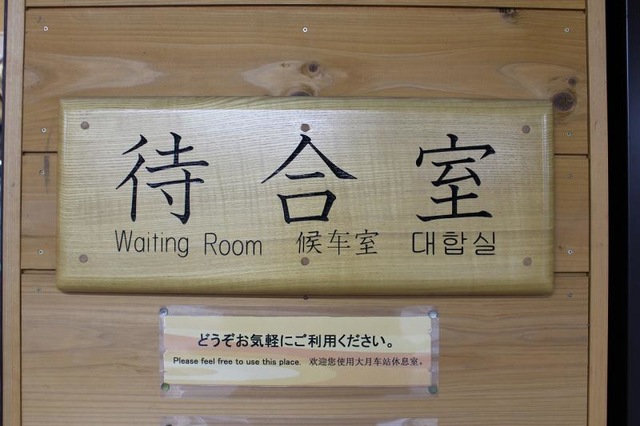 待合室
Waiting Room 候车室 대합실
どうぞお気軽にご利用ください。
Please feel free to use this place. 欢迎您使用大月车站休息室。